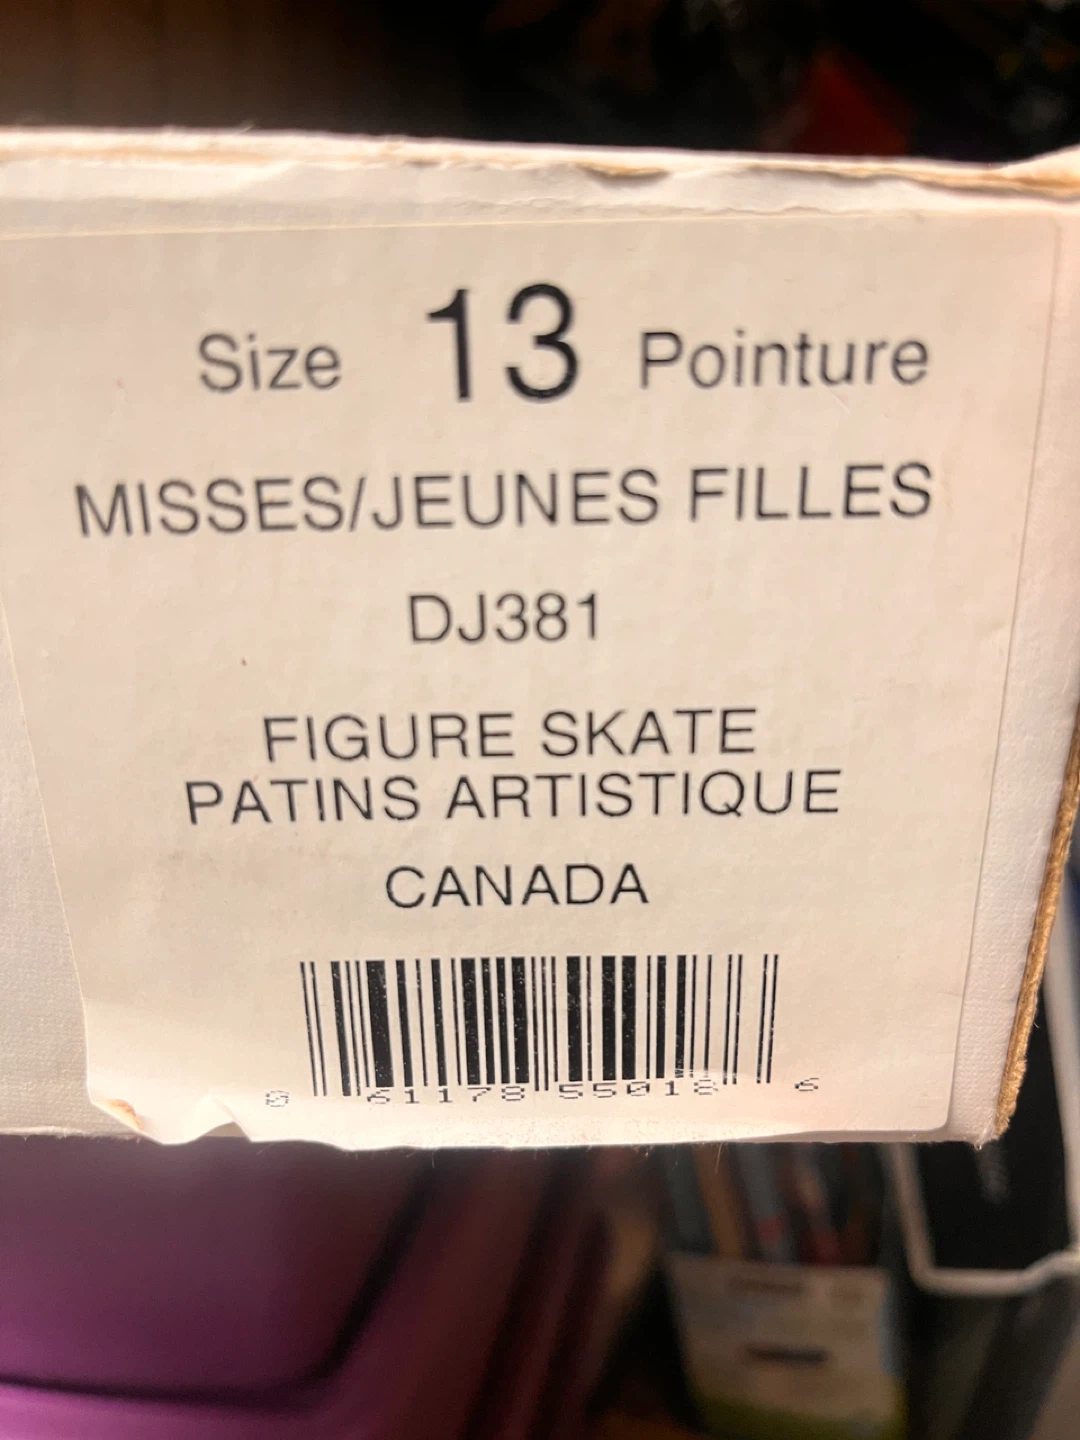 Size 13 Pointure
MISSES/JEUNES FILLES
DJ381
FIGURE SKATE
PATINS ARTISTIQUE
CANADA
0 61178 55018 6